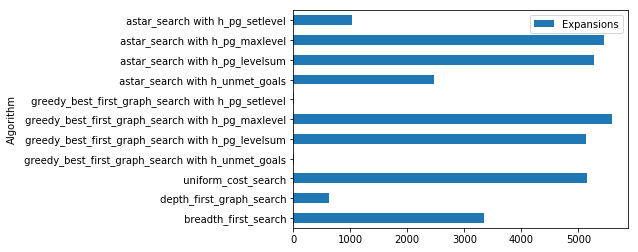 Expansions
Algorithm
astar_search with h_pg_setlevel
astar_search with h_pg_maxlevel
astar_search with h_pg_levelsum
astar_search with h_unmet_goals
greedy_best_first_graph_search with h_pg_setlevel
greedy_best_first_graph_search with h_pg_maxlevel
greedy_best_first_graph_search with h_pg_levelsum
greedy_best_first_graph_search with h_unmet_goals
uniform_cost_search
depth_first_graph_search
breadth_first_search
0 1000 2000 3000 4000 5000